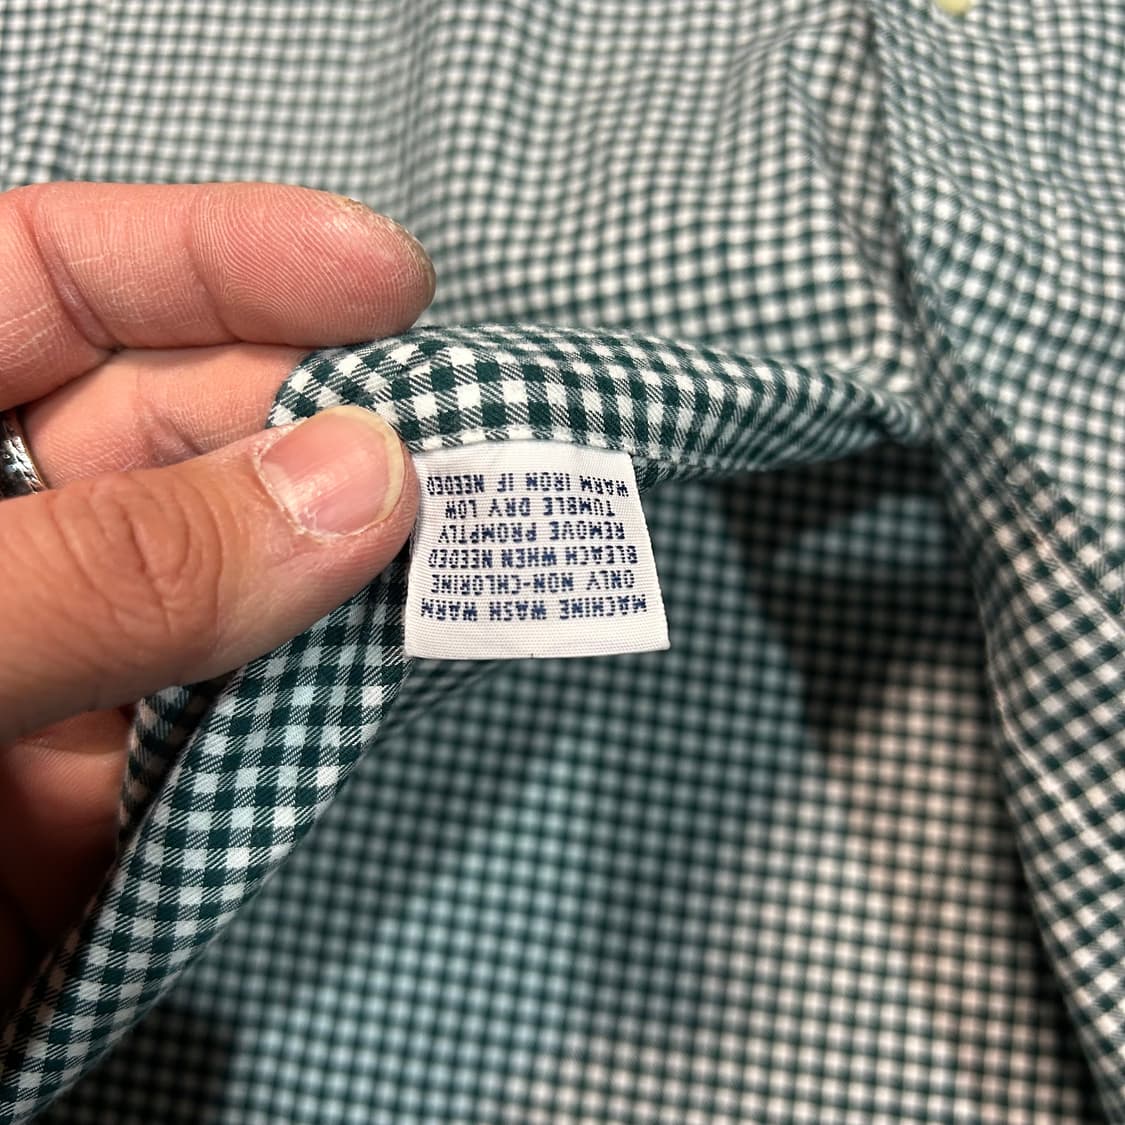 MACHINE WASH WARM
ONLY NON-CHLORINE
BLEACH WHEN NEEDED
REMOVE PROMPTLY
TUMBLE DRY LOW
WARM IRON IF NEEDED